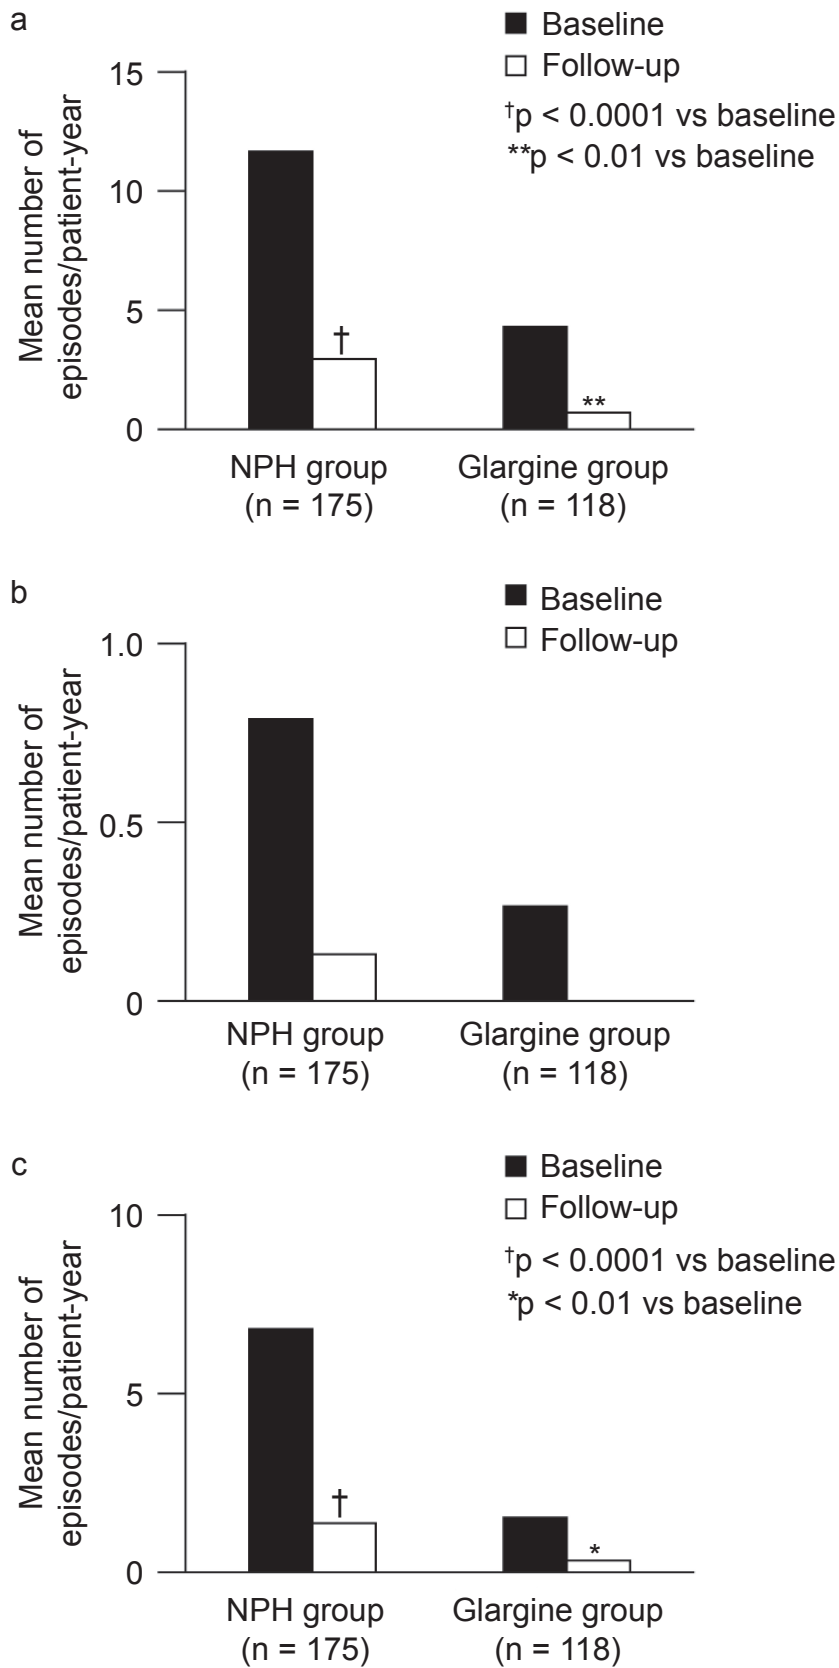 a
Baseline
Follow-up
†p < 0.0001 vs baseline
**p < 0.01 vs baseline
Mean number of
episodes/patient-year
15
10
5
0
†
**
NPH group
(n = 175)
Glargine group
(n = 118)
b
Baseline
Follow-up
Mean number of
episodes/patient-year
1.0
0.5
0
NPH group
(n = 175)
Glargine group
(n = 118)
c
Baseline
Follow-up
†p < 0.0001 vs baseline
*p < 0.01 vs baseline
Mean number of
episodes/patient-year
10
5
0
†
*
NPH group
(n = 175)
Glargine group
(n = 118)